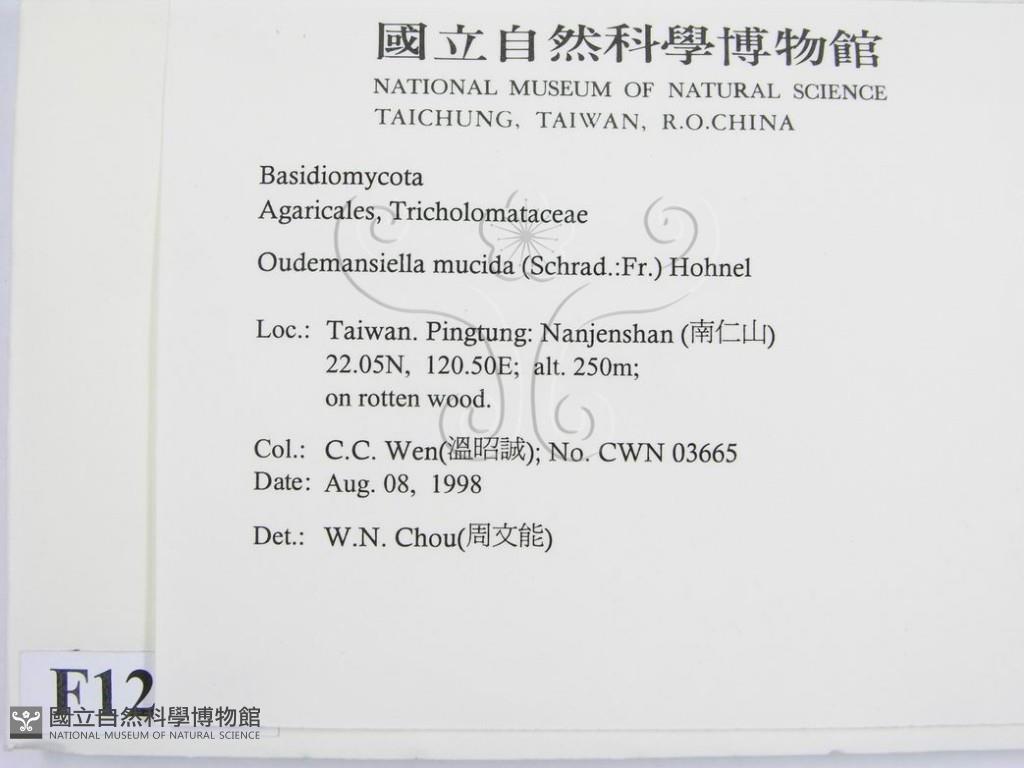 國立自然科學博物館
NATIONAL MUSEUM OF NATURAL SCIENCE
TAICHUNG, TAIWAN, R.O.CHINA
Basidiomycota
Agaricales, Tricholomataceae
Oudemansiella mucida (Schrad.:Fr.) Hohnel
Loc.: Taiwan. Pingtung: Nanjenshan (南仁山)
22.05N, 120.50E; alt. 250m;
on rotten wood.
Col.: C.C. Wen(溫昭誠); No. CWN 03665
Date: Aug. 08, 1998
Det.: W.N. Chou(周文能)
F12
國立自然科學博物館
NATIONAL MUSEUM OF NATURAL SCIENCE